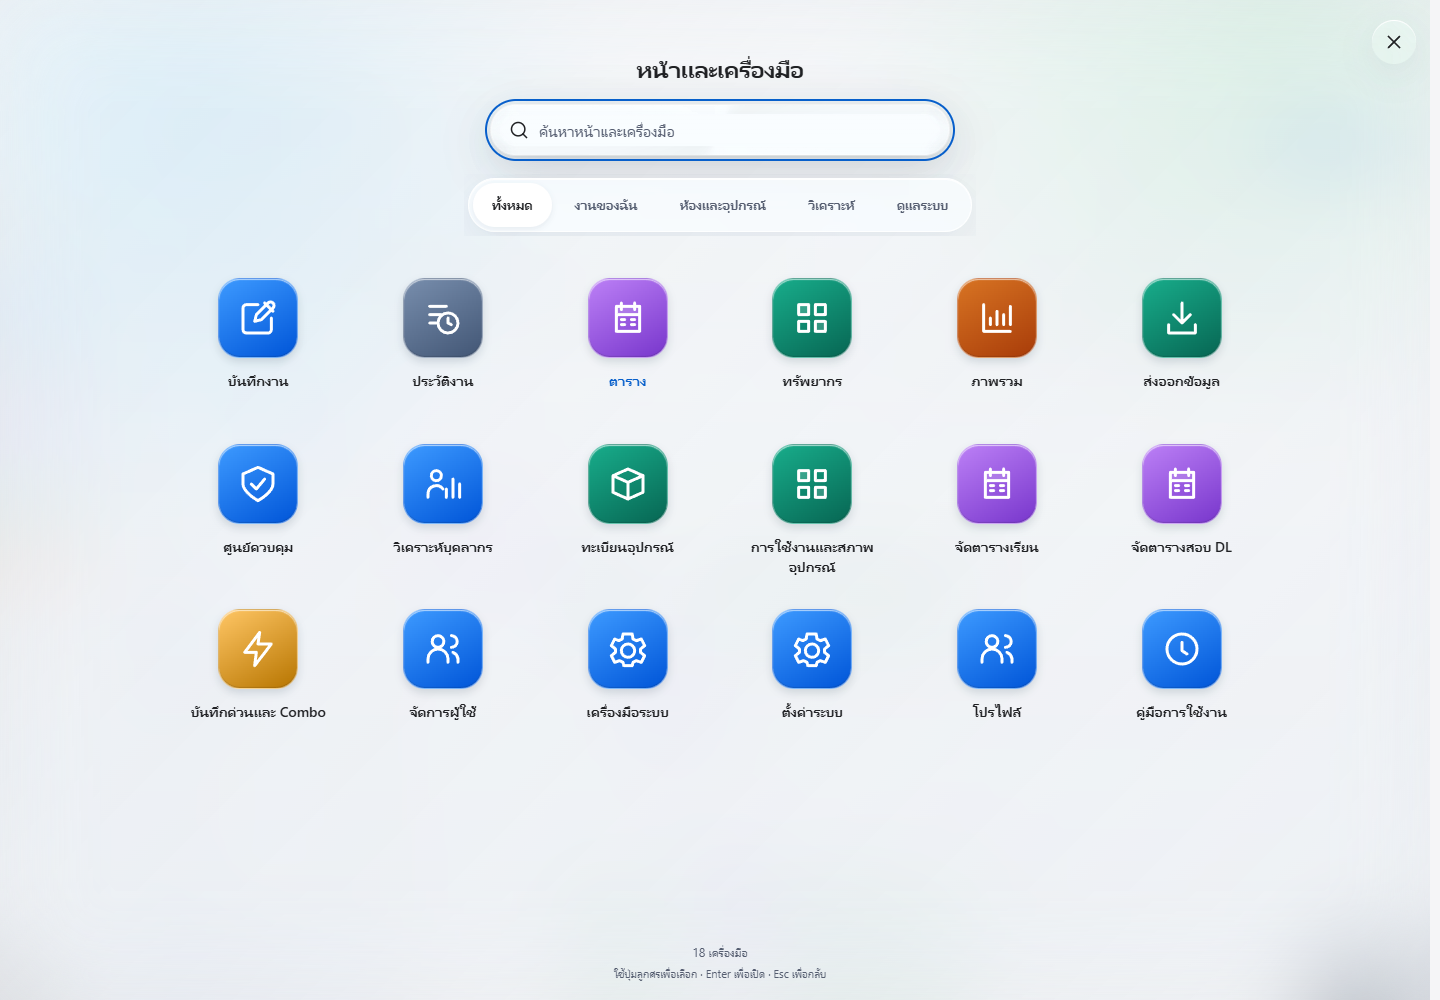 หน้าและเครื่องมือ
ค้นหาหน้าและเครื่องมือ
ทั้งหมด งานของฉัน ห้องและอุปกรณ์ วิเคราะห์ ดูแลระบบ
บันทึกงาน ประวัติงาน ตาราง ทรัพยากร ภาพรวม ส่งออกข้อมูล
ศูนย์ควบคุม วิเคราะห์บุคลากร ทะเบียนอุปกรณ์ การใช้งานและสภาพ จัดตารางเรียน จัดตารางสอบ DL
อุปกรณ์
บันทึกด่วนและ Combo จัดการผู้ใช้ เครื่องมือระบบ ตั้งค่าระบบ โปรไฟล์ คู่มือการใช้งาน
18 เครื่องมือ
ใช้ปุ่มลูกศรเพื่อเลือก · Enter เพื่อเปิด · Esc เพื่อกลับ